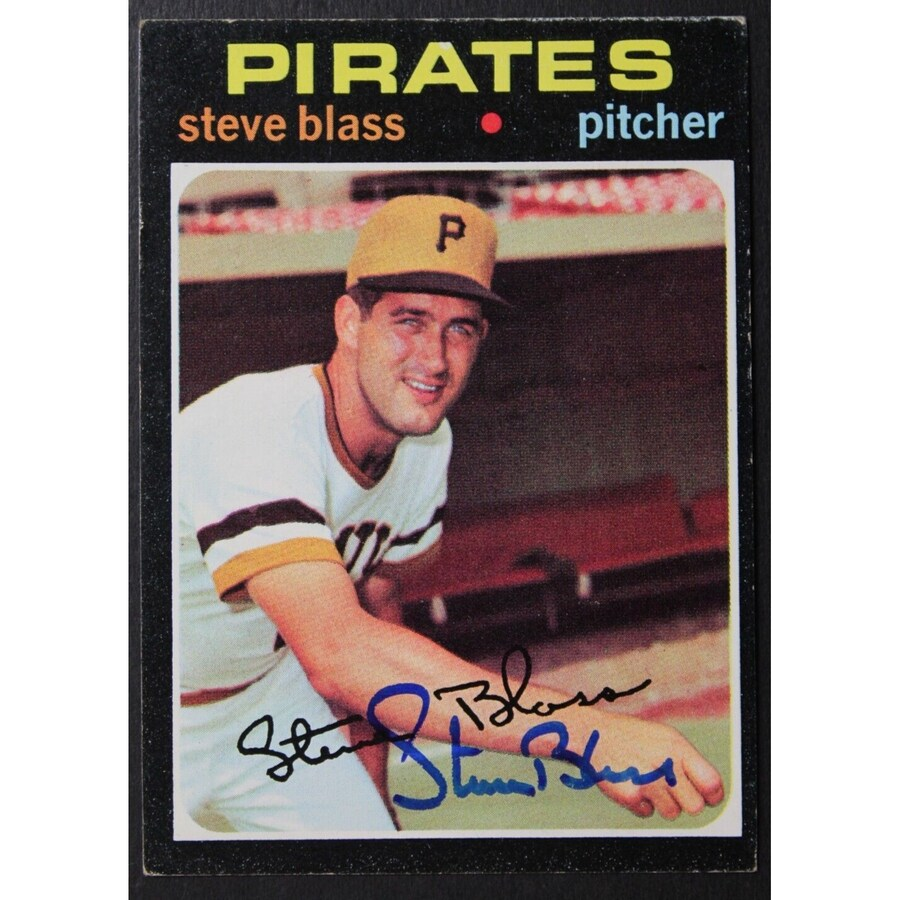 PIRATES
steve blass • pitcher
P
Steve Blass
Steve Blass